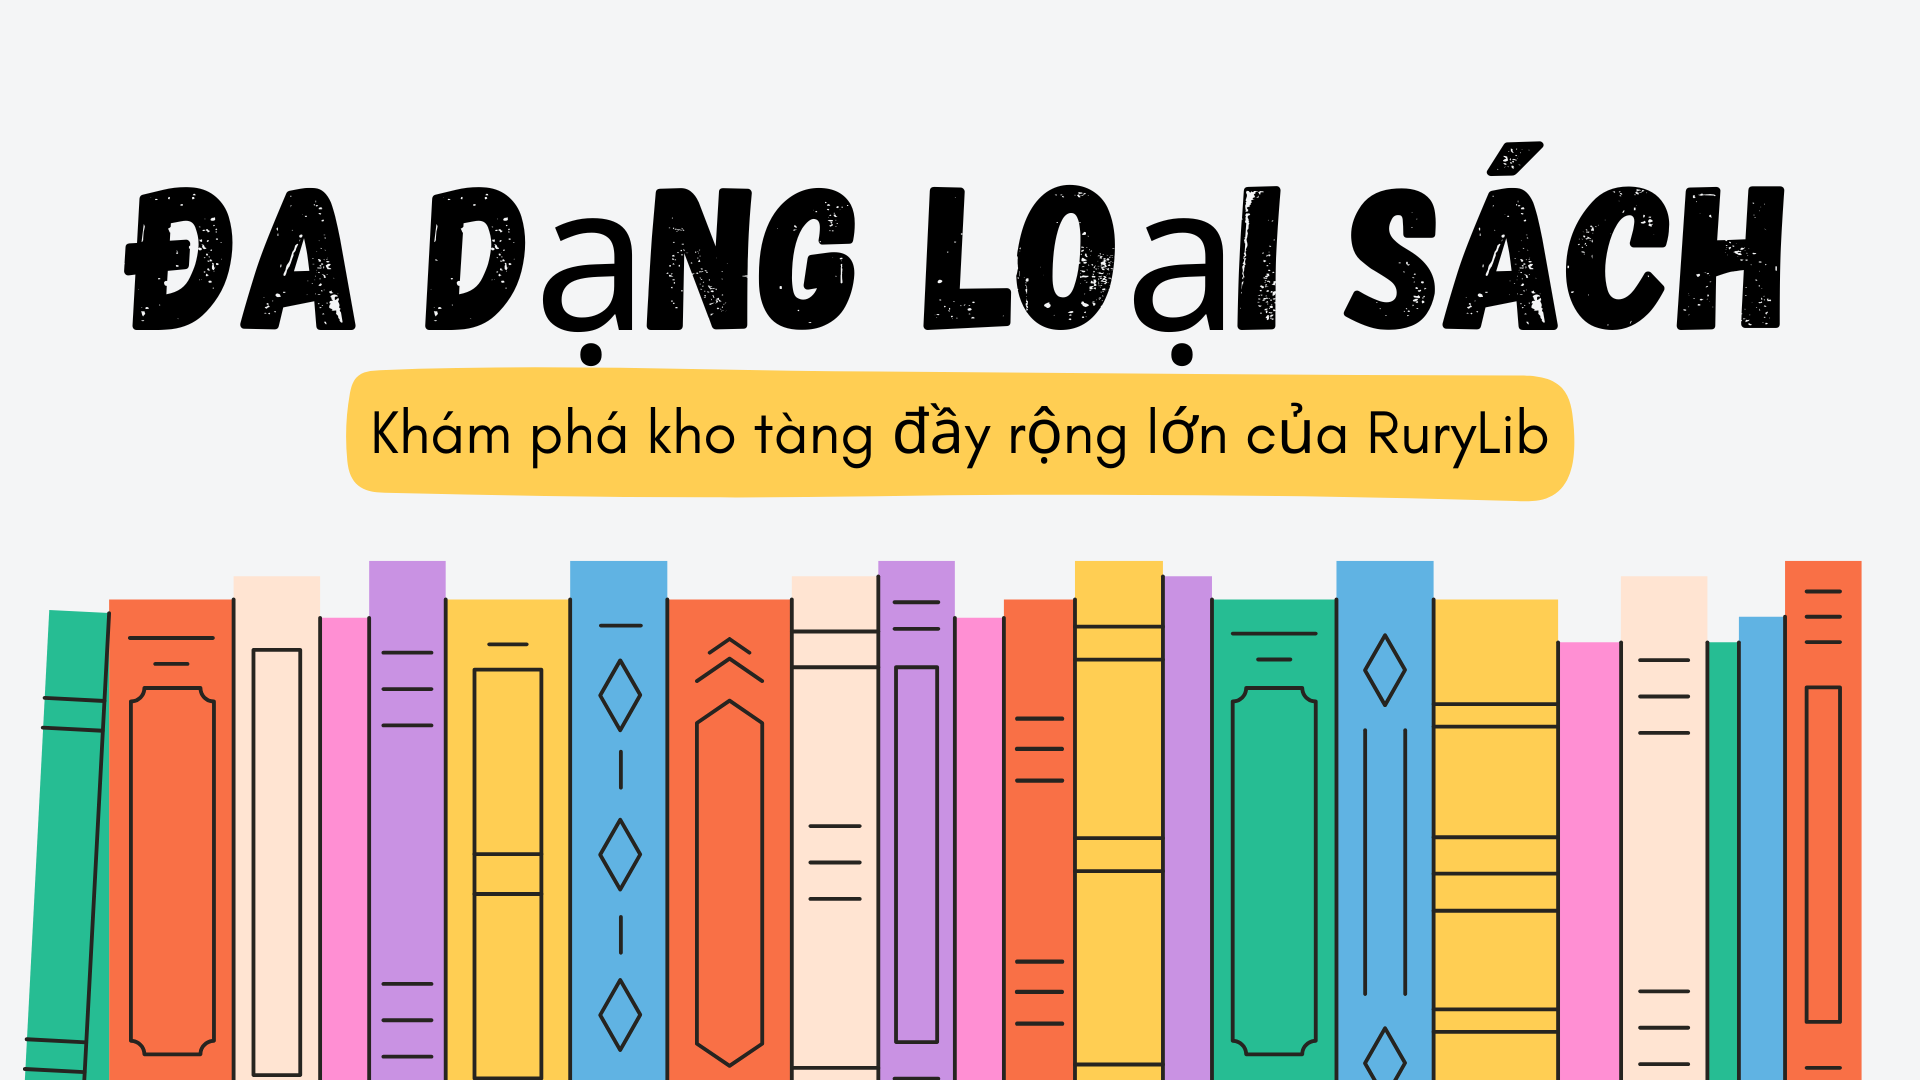 ĐA DạNG LOạI SÁCH
Khám phá kho tàng đầy rộng lớn của RuryLib